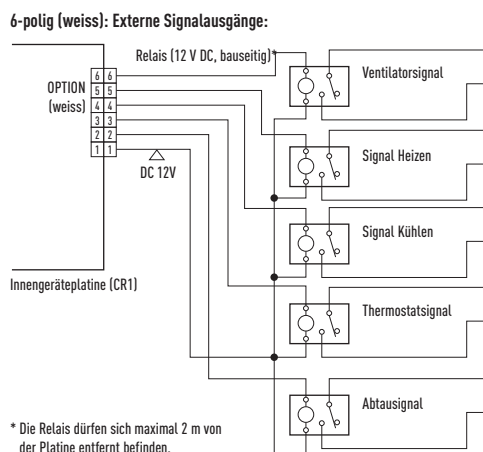 6-polig (weiss): Externe Signalausgänge:
Relais (12 V DC, bauseitig)*
Ventilatorsignal
OPTION
(weiss)
6 6
5 5
4 4
3 3
2 2
1 1
DC 12V
Signal Heizen
Signal Kühlen
Innengeräteplatine (CR1)
Thermostatsignal
Abtausignal
* Die Relais dürfen sich maximal 2 m von
der Platine entfernt befinden.